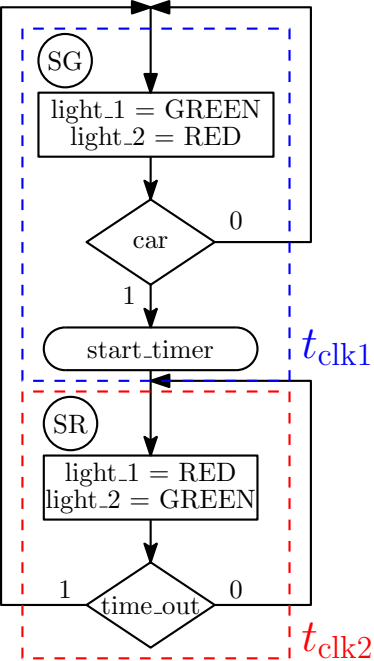 SG
light_1 = GREEN
light_2 = RED
car
0
1
start_timer
t_clk1
SR
light_1 = RED
light_2 = GREEN
1
time_out
0
t_clk2